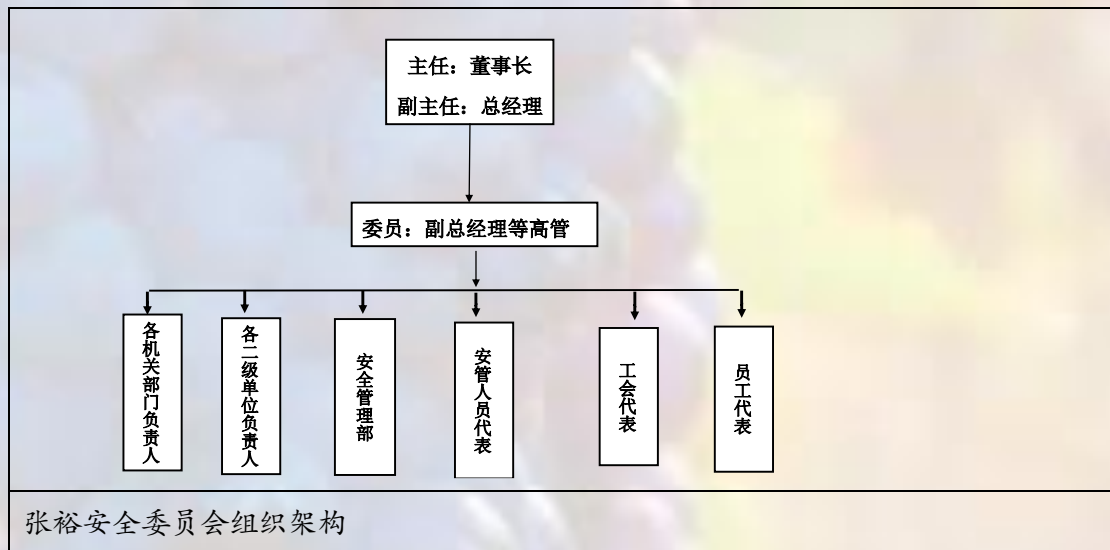 主任：董事长
副主任：总经理
委员：副总经理等高管
各机关部门负责人
各二级单位负责人
安全管理部
安管人员代表
工会代表
员工代表
张裕安全委员会组织架构